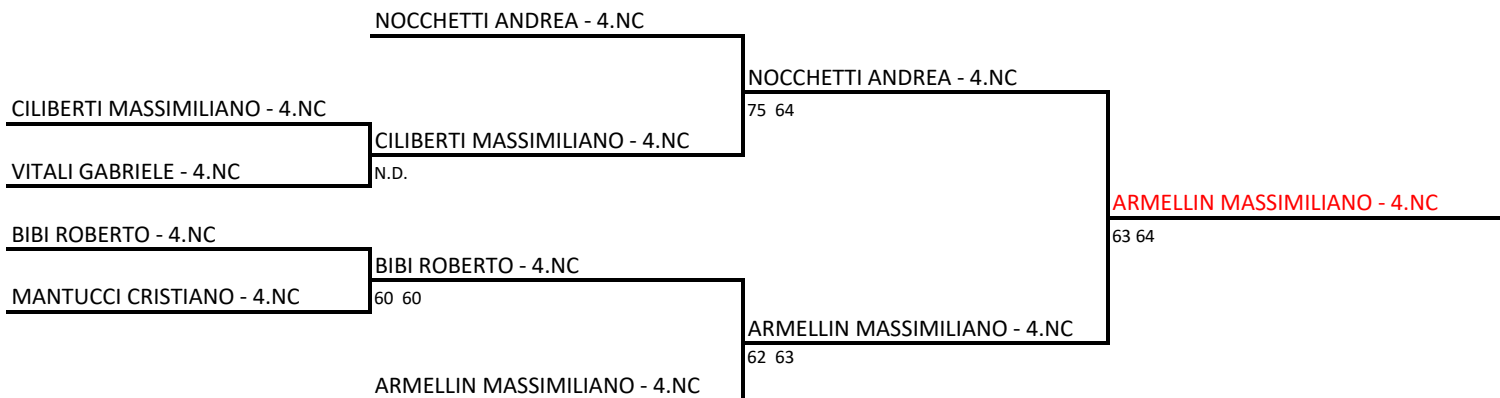 NOCCHETTI ANDREA - 4.NC
NOCCHETTI ANDREA - 4.NC
CILIBERTI MASSIMILIANO - 4.NC
75 64
CILIBERTI MASSIMILIANO - 4.NC
VITALI GABRIELE - 4.NC
N.D.
ARMELLIN MASSIMILIANO - 4.NC
BIBI ROBERTO - 4.NC
63 64
BIBI ROBERTO - 4.NC
MANTUCCI CRISTIANO - 4.NC
60 60
ARMELLIN MASSIMILIANO - 4.NC
62 63
ARMELLIN MASSIMILIANO - 4.NC